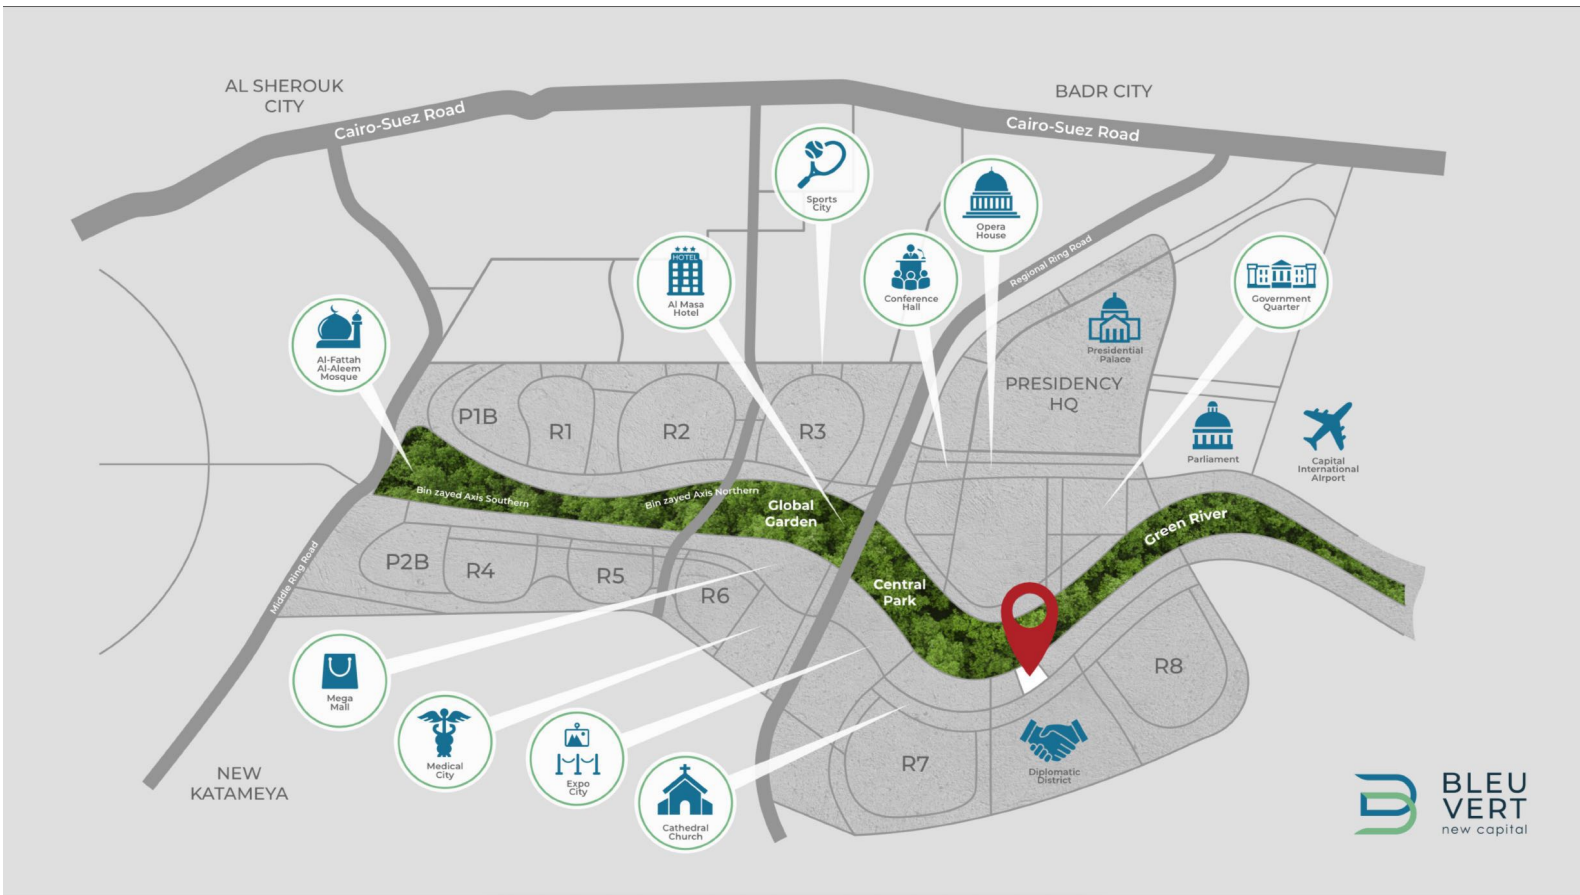 AL SHEROUK
CITY
BADR CITY
Cairo-Suez Road
Cairo-Suez Road
Sports
City
Opera
House
Regional Ring Road
HOTEL
Al Masa
Hotel
Conference
Hall
Government
Quarter
Al-Fattah
Al-Aleem
Mosque
Presidential
Palace
PRESIDENCY
HQ
P1B
R1
R2
R3
Parliament
Capital
International
AIrport
Bin zayed Axis Southern
Bin zayed Axis Northern
Global
Garden
Green River
Middle Ring Road
P2B
R4
R5
R6
Central
Park
R8
Mega
Mall
Medical
City
Expo
City
Cathedral
Church
R7
Diplomatic
District
NEW
KATAMEYA
BLEU
VERT
new capital